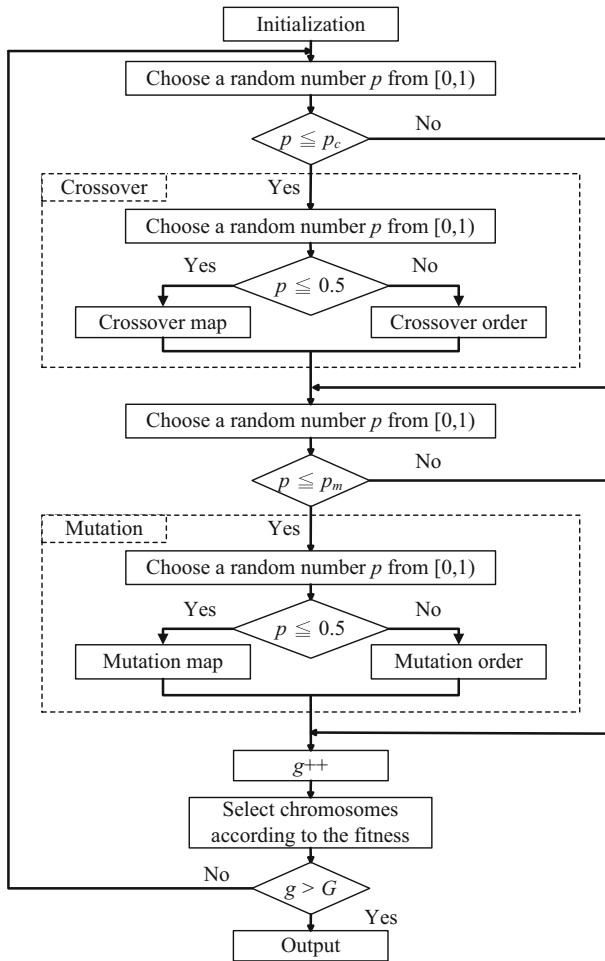 Initialization
Choose a random number p from [0,1)
p ≦ p_c
No
Yes
Crossover
Choose a random number p from [0,1)
Yes
p ≦ 0.5
No
Crossover map
Crossover order
Choose a random number p from [0,1)
p ≦ p_m
No
Yes
Mutation
Choose a random number p from [0,1)
Yes
p ≦ 0.5
No
Mutation map
Mutation order
g++
Select chromosomes
according to the fitness
No
g > G
Yes
Output